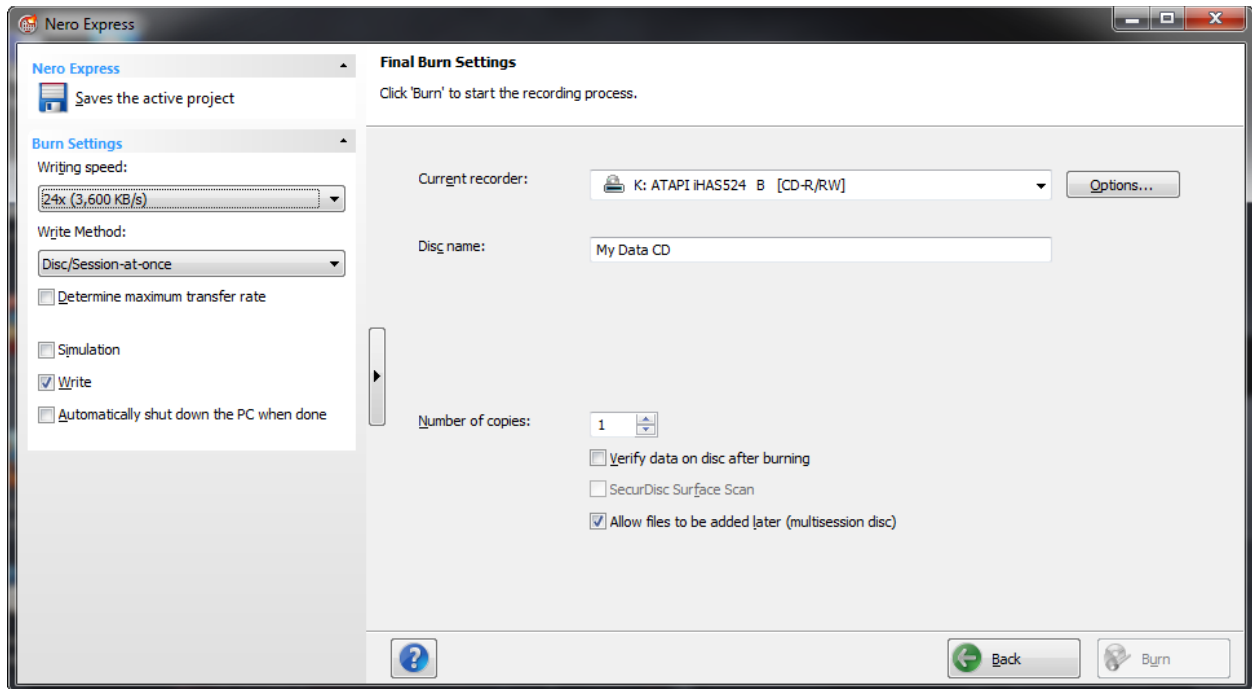 Nero Express
Nero Express
Saves the active project
Burn Settings
Writing speed:
24x (3,600 KB/s)
Write Method:
Disc/Session-at-once
Determine maximum transfer rate
Simulation
Write
Automatically shut down the PC when done
Final Burn Settings
Click 'Burn' to start the recording process.
Current recorder:
K: ATAPI iHAS524 B [CD-R/RW]
Options...
Disc name:
My Data CD
Number of copies:
1
Verify data on disc after burning
SecurDisc Surface Scan
Allow files to be added later (multisession disc)
Back
Burn